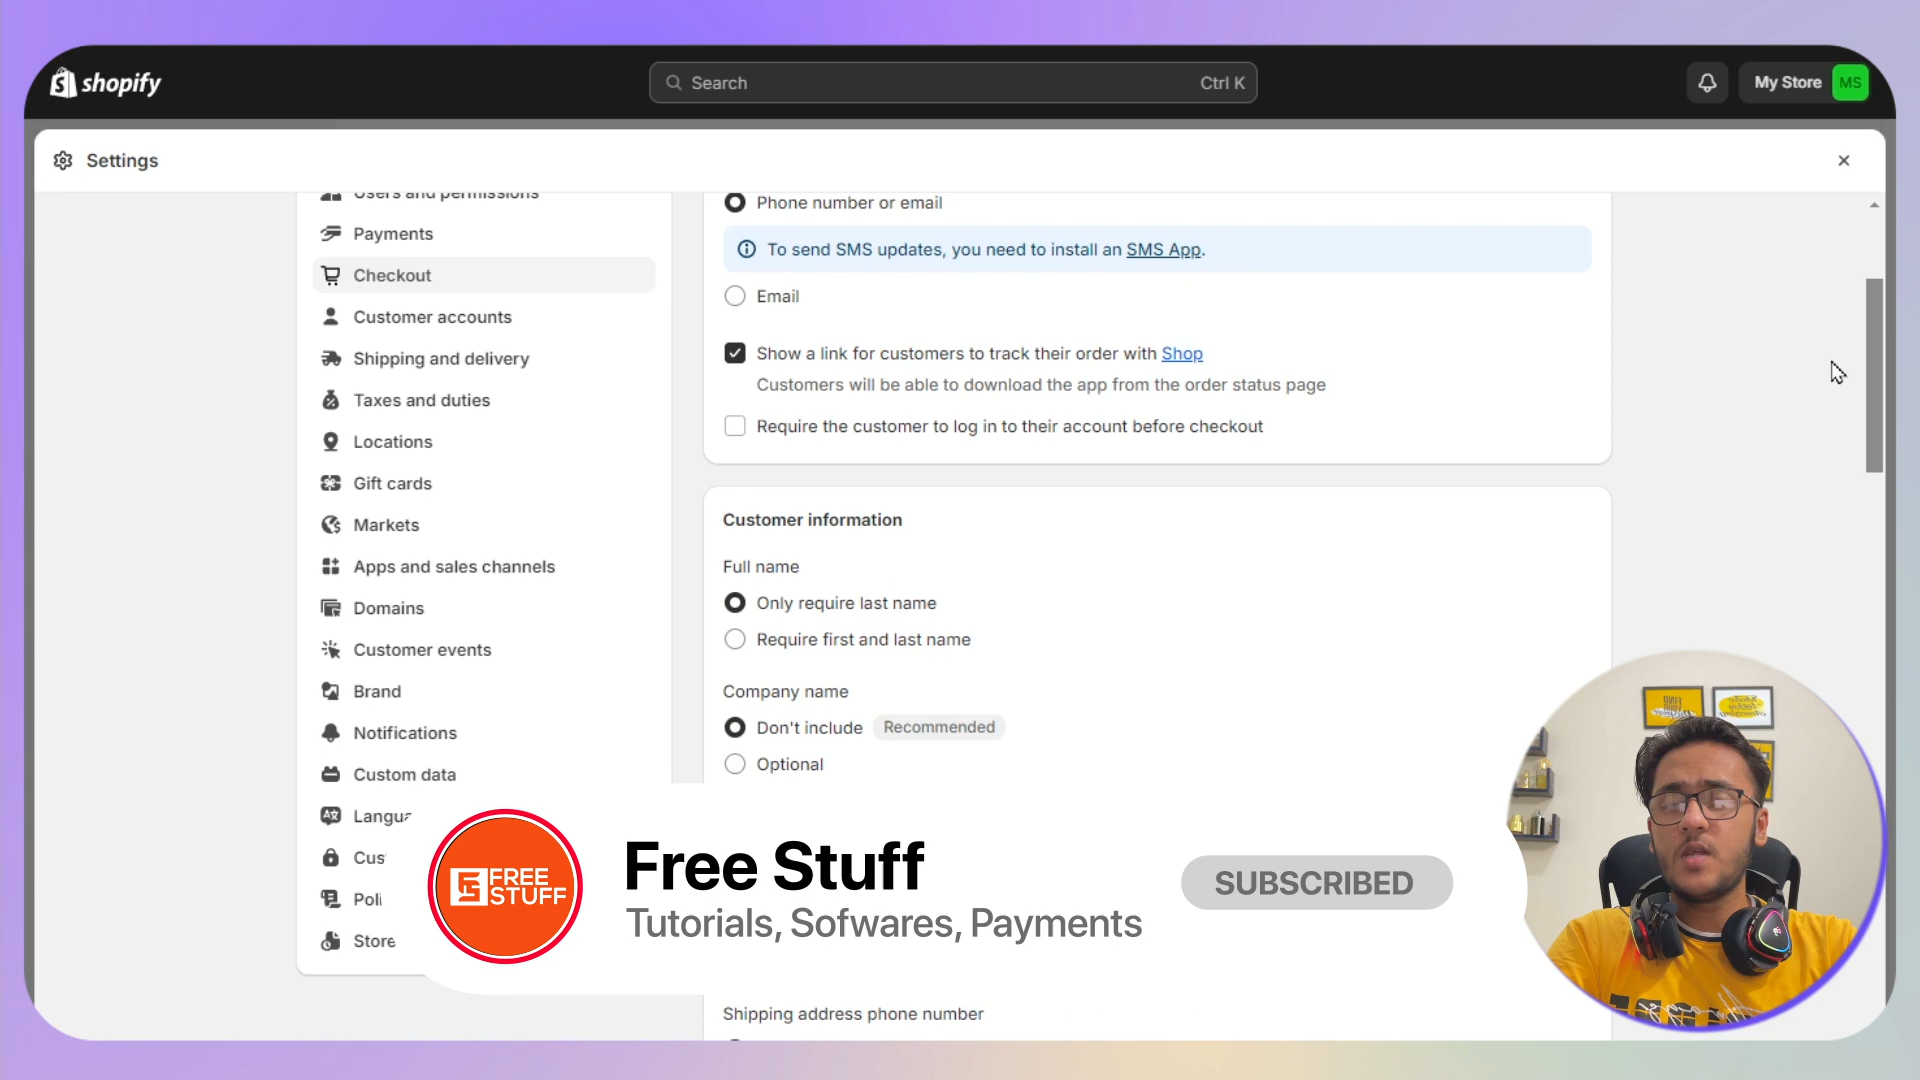 shopify
Search
Ctrl K
My Store
MS
Settings
Users and permissions
Payments
Checkout
Customer accounts
Shipping and delivery
Taxes and duties
Locations
Gift cards
Markets
Apps and sales channels
Domains
Customer events
Brand
Notifications
Custom data
Langu
Cus
Poli
Store
Phone number or email
To send SMS updates, you need to install an SMS App.
Email
Show a link for customers to track their order with Shop
Customers will be able to download the app from the order status page
Require the customer to log in to their account before checkout
Customer information
Full name
Only require last name
Require first and last name
Company name
Don't include
Recommended
Optional
Shipping address phone number
FREE
STUFF
Free Stuff
Tutorials, Sofwares, Payments
SUBSCRIBED